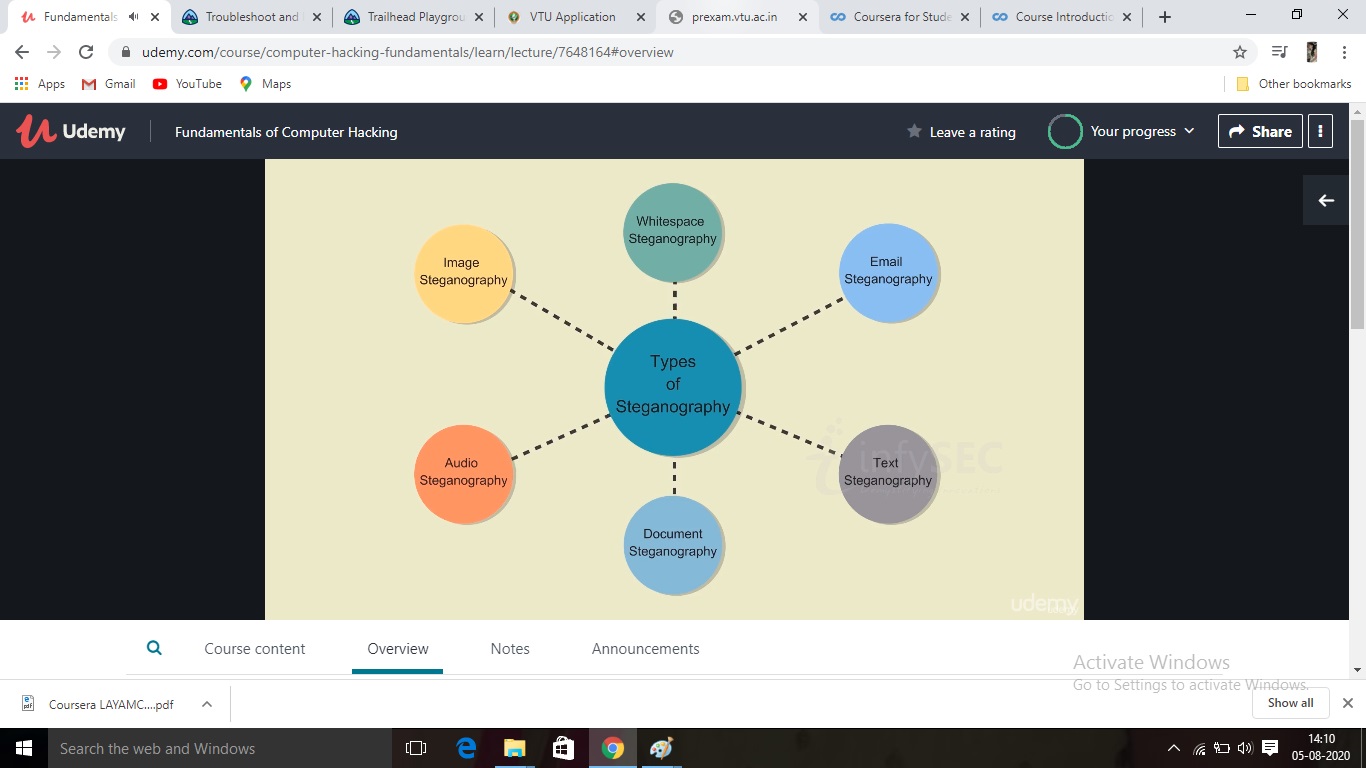 Fundamentals
Troubleshoot and
Trailhead Playgrou
VTU Application
prexam.vtu.ac.in
Coursera for Stude
Course Introductio
udemy.com/course/computer-hacking-fundamentals/learn/lecture/7648164#overview
Apps
Gmail
YouTube
Maps
Other bookmarks
Udemy
Fundamentals of Computer Hacking
Leave a rating
Your progress
Share
Whitespace
Steganography
Image
Steganography
Email
Steganography
Types
of
Steganography
Audio
Steganography
infySEC
Text
Steganography
Document
Steganography
udemy
Course content
Overview
Notes
Announcements
Activate Windows
Go to Settings to activate Windows.
Coursera LAYAMC....pdf
Show all
Search the web and Windows
14:10
05-08-2020